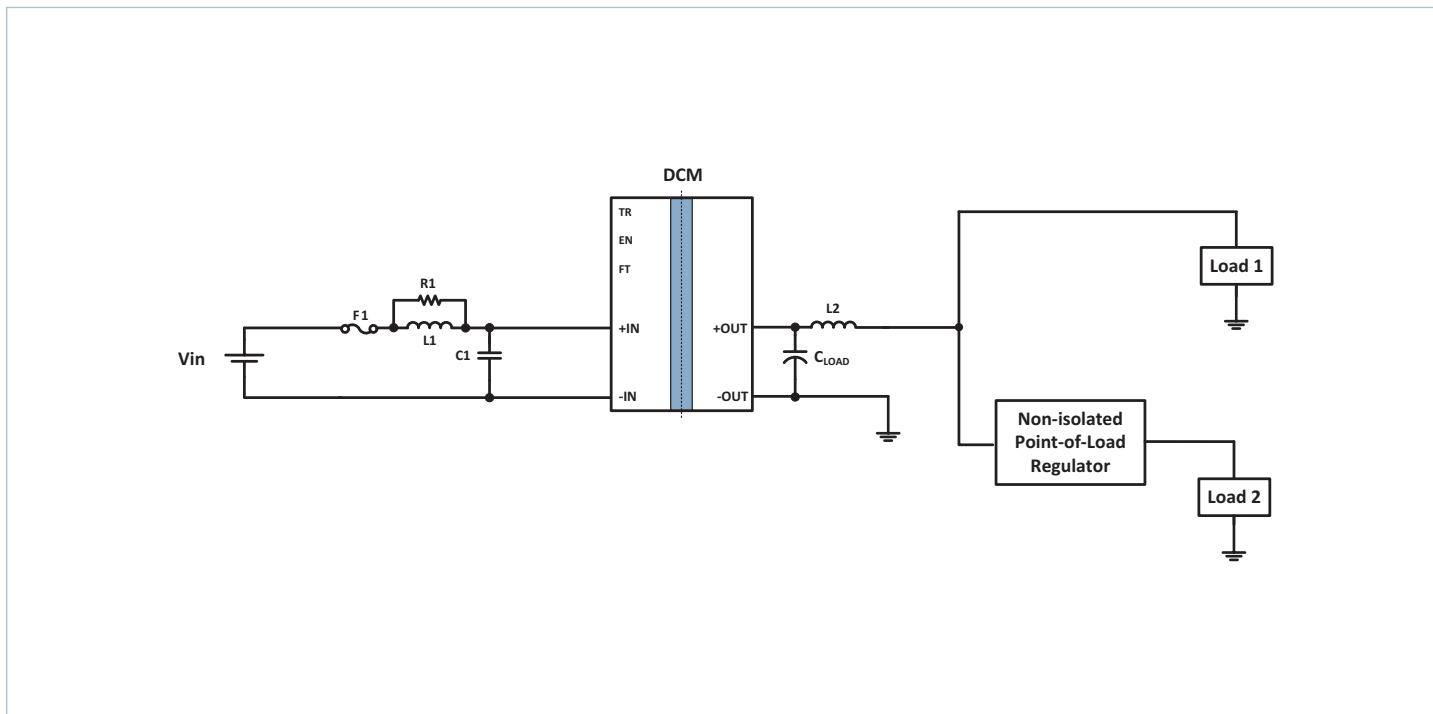 DCM
TR
EN
FT
R1
F1
L1
C1
Vin
+IN
-IN
+OUT
-OUT
L2
CLOAD
Load 1
Non-isolated
Point-of-Load
Regulator
Load 2